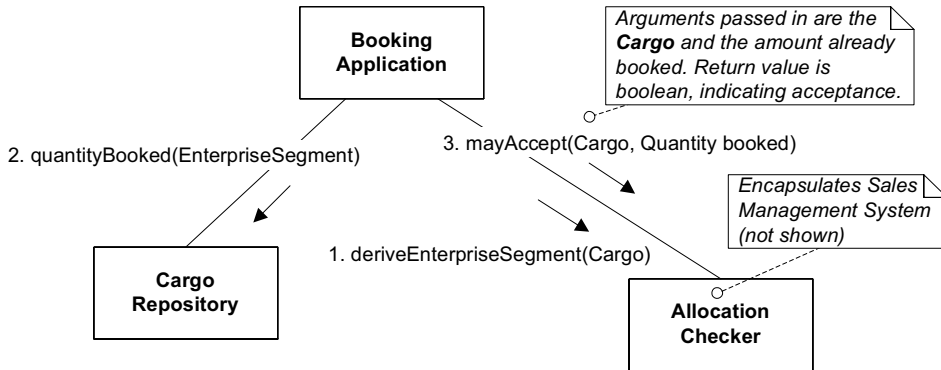 Booking
Application
Arguments passed in are the
Cargo and the amount already
booked. Return value is
boolean, indicating acceptance.
2. quantityBooked(EnterpriseSegment)
3. mayAccept(Cargo, Quantity booked)
Encapsulates Sales
Management System
(not shown)
1. deriveEnterpriseSegment(Cargo)
Cargo
Repository
Allocation
Checker